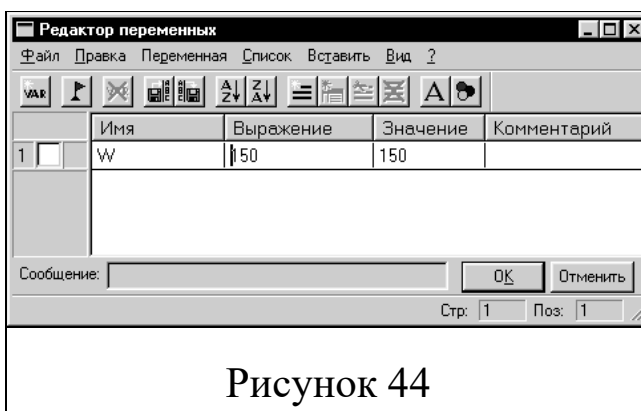 Редактор переменных
Файл Правка Переменная Список Вставить Вид ?
VAR A Z Z A A
Имя Выражение Значение Комментарий
1 W 150 150
Сообщение: OK Отменить
Стр: 1 Поз: 1
Рисунок 44